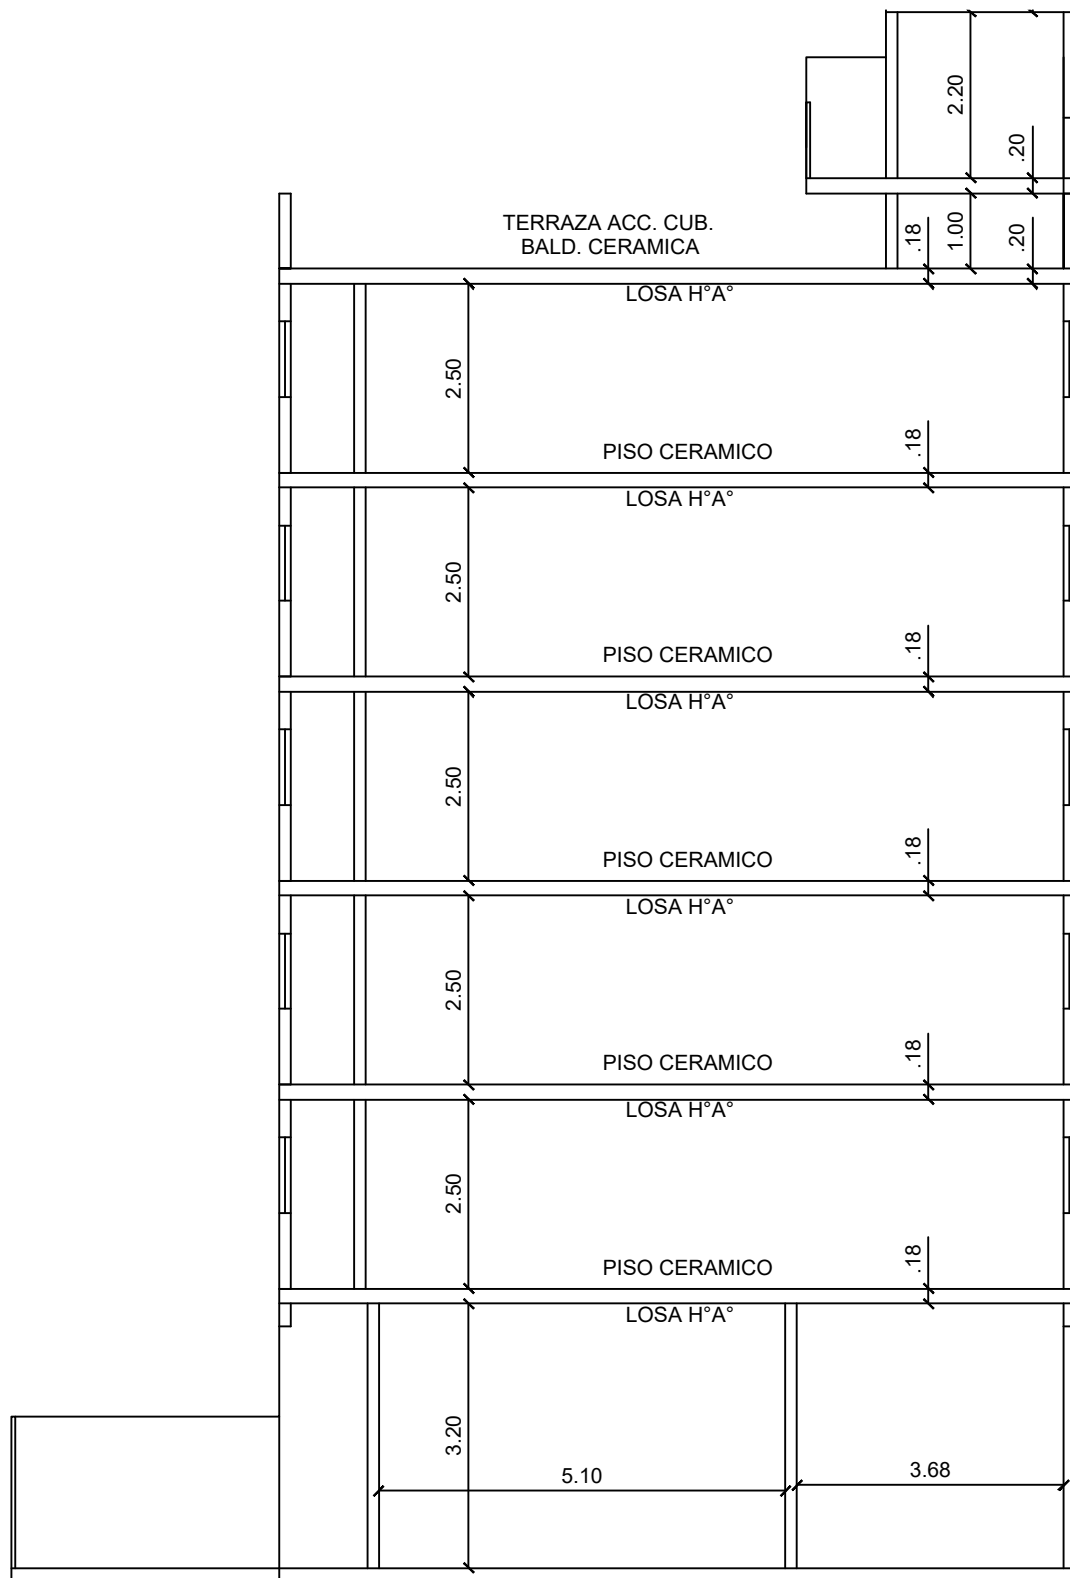 2.20
.20
TERRAZA ACC. CUB.
BALD. CERAMICA
.18
1.00
.20
LOSA H°A°
2.50
.18
PISO CERAMICO
LOSA H°A°
2.50
.18
PISO CERAMICO
LOSA H°A°
2.50
.18
PISO CERAMICO
LOSA H°A°
2.50
.18
PISO CERAMICO
LOSA H°A°
2.50
.18
PISO CERAMICO
LOSA H°A°
3.20
5.10
3.68